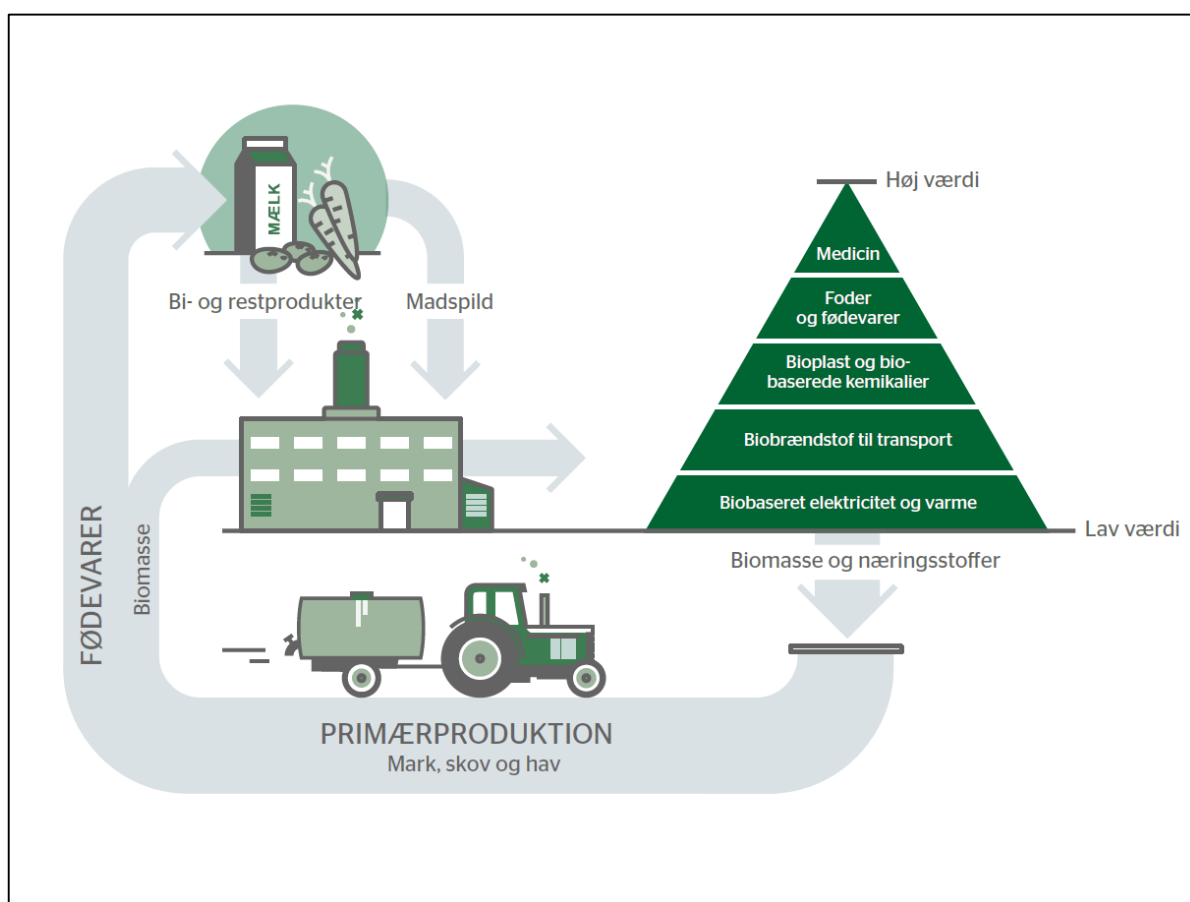 MÆLK
Bi- og restprodukter
Madspild
Høj værdi
Medicin
Foder
og fødevarer
Bioplast og bio-
baserede kemikalier
Biobrændstof til transport
Biobaseret elektricitet og varme
Lav værdi
Biomasse og næringsstoffer
FØDEVARER
Biomasse
PRIMÆRPRODUKTION
Mark, skov og hav